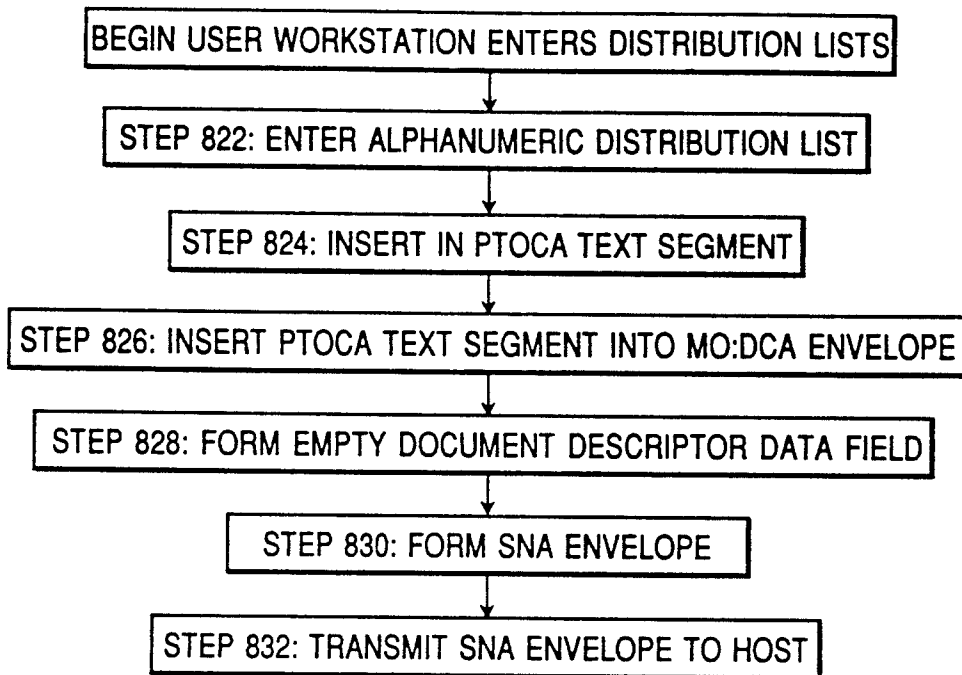 BEGIN USER WORKSTATION ENTERS DISTRIBUTION LISTS
STEP 822: ENTER ALPHANUMERIC DISTRIBUTION LIST
STEP 824: INSERT IN PTOCA TEXT SEGMENT
STEP 826: INSERT PTOCA TEXT SEGMENT INTO MO:DCA ENVELOPE
STEP 828: FORM EMPTY DOCUMENT DESCRIPTOR DATA FIELD
STEP 830: FORM SNA ENVELOPE
STEP 832: TRANSMIT SNA ENVELOPE TO HOST